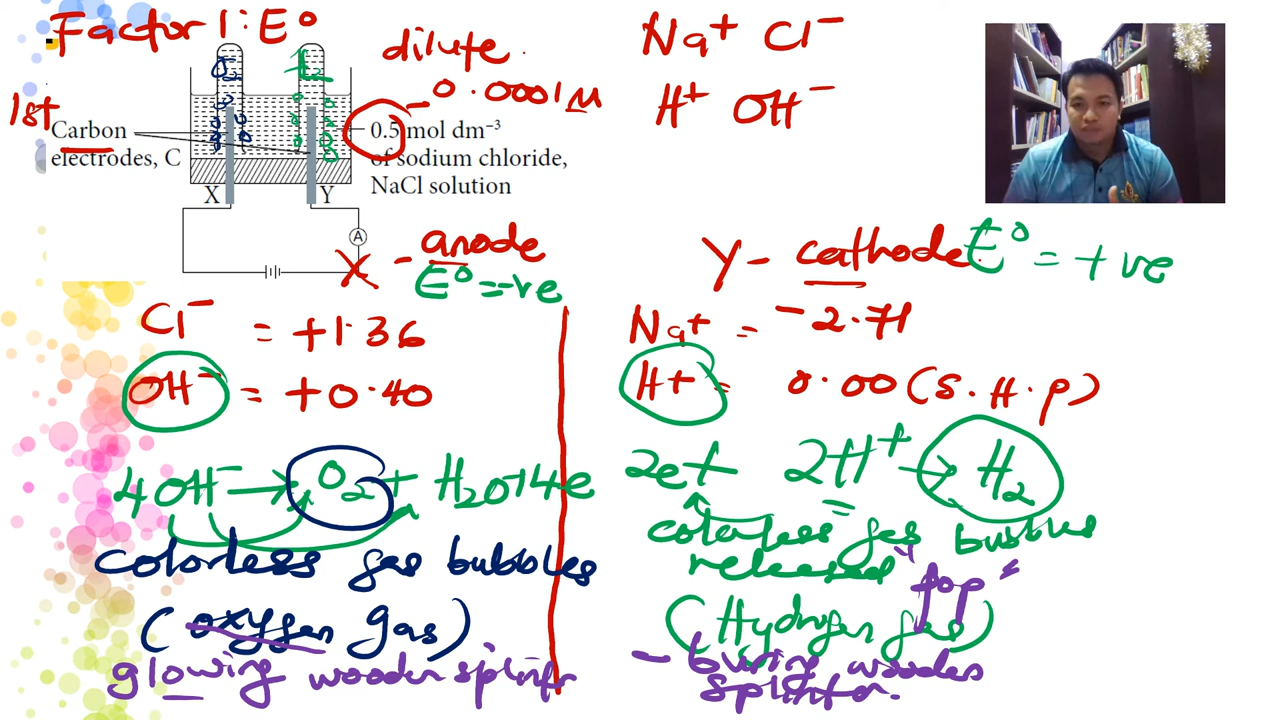 Factor 1: E°
dilute
0.0001 M
1st
Carbon
electrodes, C
0.5 mol dm⁻³
of sodium chloride,
NaCl solution
X
Y
A
Na⁺ Cl⁻
H⁺ OH⁻
X - anode
E° = -ve
Cl⁻ = +1.36
OH⁻ = +0.40
4OH⁻ → O₂ + H₂O + 4e
colorless gas bubbles
(oxygen gas)
glowing wooden splinter
Y - cathode
E° = +ve
Na⁺ = -2.71
H⁺ = 0.00 (S.H.P)
2e + 2H⁺ → H₂
colorless gas bubbles
released
"pop"
(Hydrogen gas)
- burning wooden
splinter.